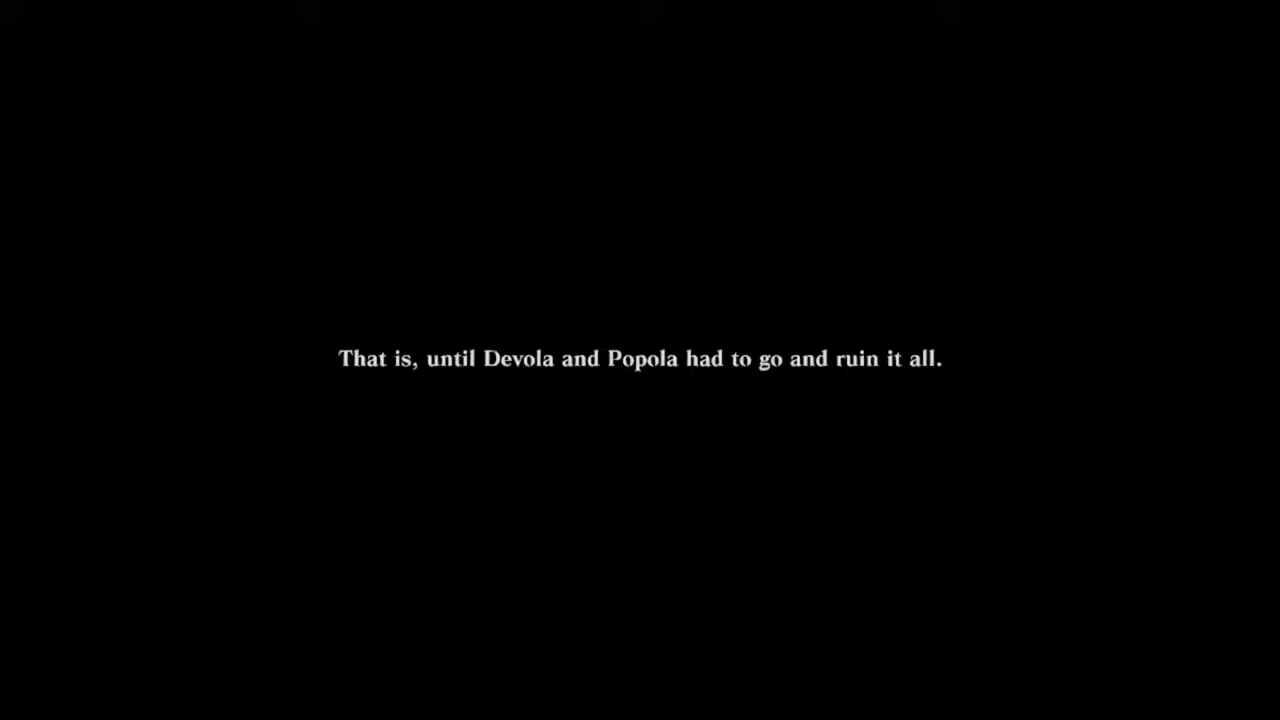 That is, until Devola and Popola had to go and ruin it all.